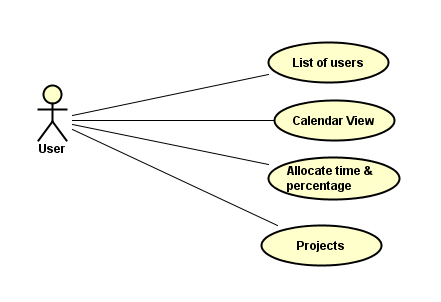 List of users
User
Calendar View
Allocate time &
percentage
Projects